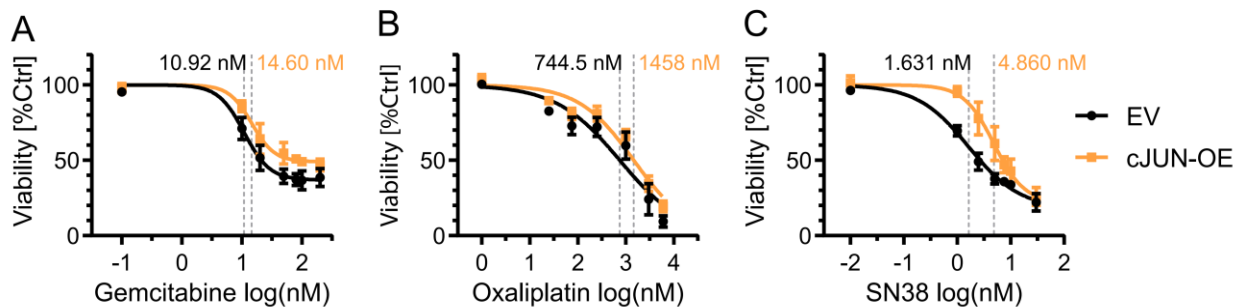 A
B
C
10.92 nM 14.60 nM
744.5 nM 1458 nM
1.631 nM 4.860 nM
Viability [%Ctrl]
100
50
0
-1 0 1 2
Gemcitabine log(nM)
Viability [%Ctrl]
100
50
0
0 1 2 3 4
Oxaliplatin log(nM)
Viability [%Ctrl]
100
50
0
-2 -1 0 1 2
SN38 log(nM)
EV
cJUN-OE